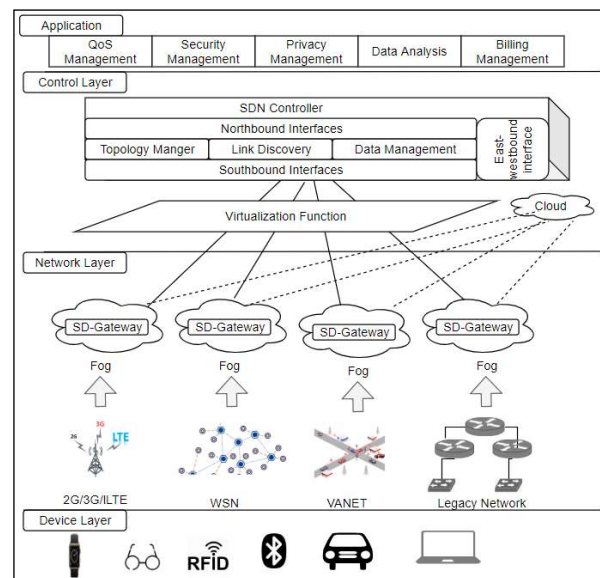 Application
QoS Management
Security Management
Privacy Management
Data Analysis
Billing Management
Control Layer
SDN Controller
Northbound Interfaces
Topology Manger
Link Discovery
Data Management
Southbound Interfaces
East-westbound interface
Virtualization Function
Cloud
Network Layer
SD-Gateway
SD-Gateway
SD-Gateway
SD-Gateway
Fog
Fog
Fog
Fog
2G
3G
LTE
2G/3G/lLTE
WSN
VANET
Legacy Network
Device Layer
RFID